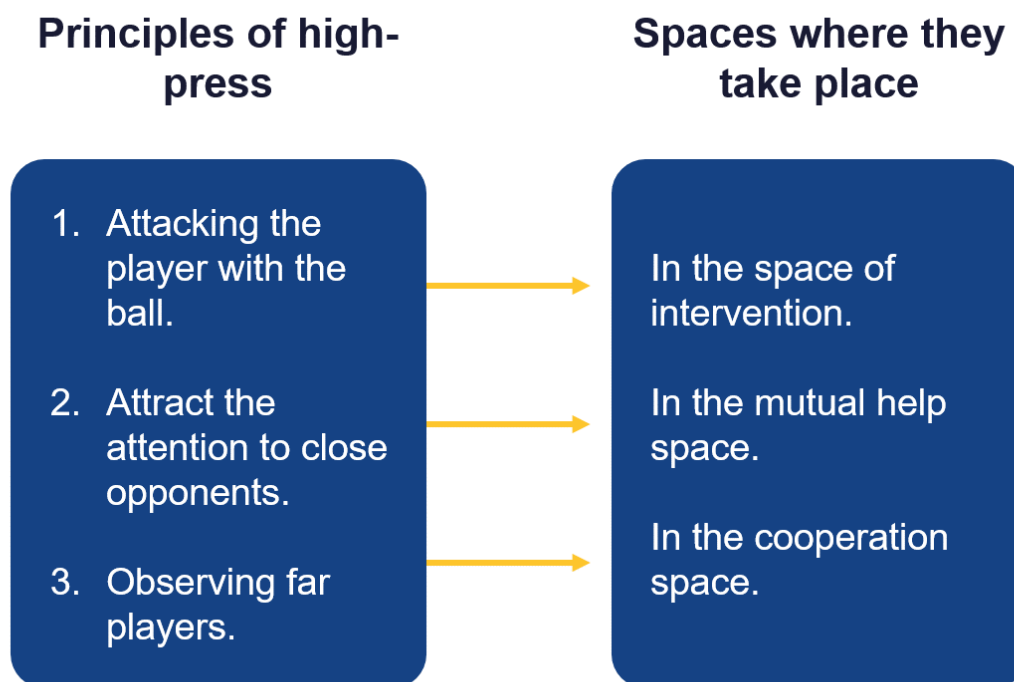 Principles of high-
press
Spaces where they
take place
1. Attacking the
player with the
ball.
2. Attract the
attention to close
opponents.
3. Observing far
players.
In the space of
intervention.
In the mutual help
space.
In the cooperation
space.